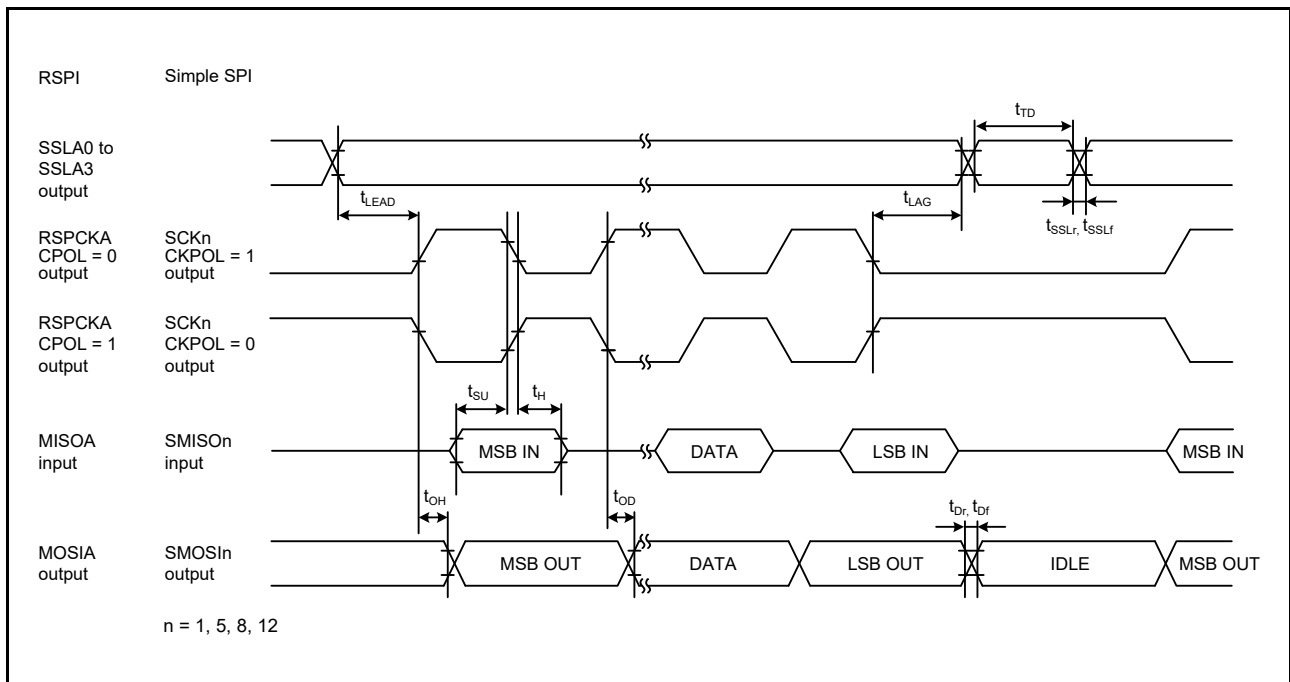 RSPI
Simple SPI
tTD
SSLA0 to
SSLA3
output
tLEAD
tLAG
tSSLr, tSSLf
RSPCKA
CPOL = 0
output
SCKn
CKPOL = 1
output
RSPCKA
CPOL = 1
output
SCKn
CKPOL = 0
output
tSU
tH
MISOA
input
SMISOn
input
MSB IN
DATA
LSB IN
MSB IN
tOH
tOD
tDr, tDf
MOSIA
output
SMOSIn
output
MSB OUT
DATA
LSB OUT
IDLE
MSB OUT
n = 1, 5, 8, 12